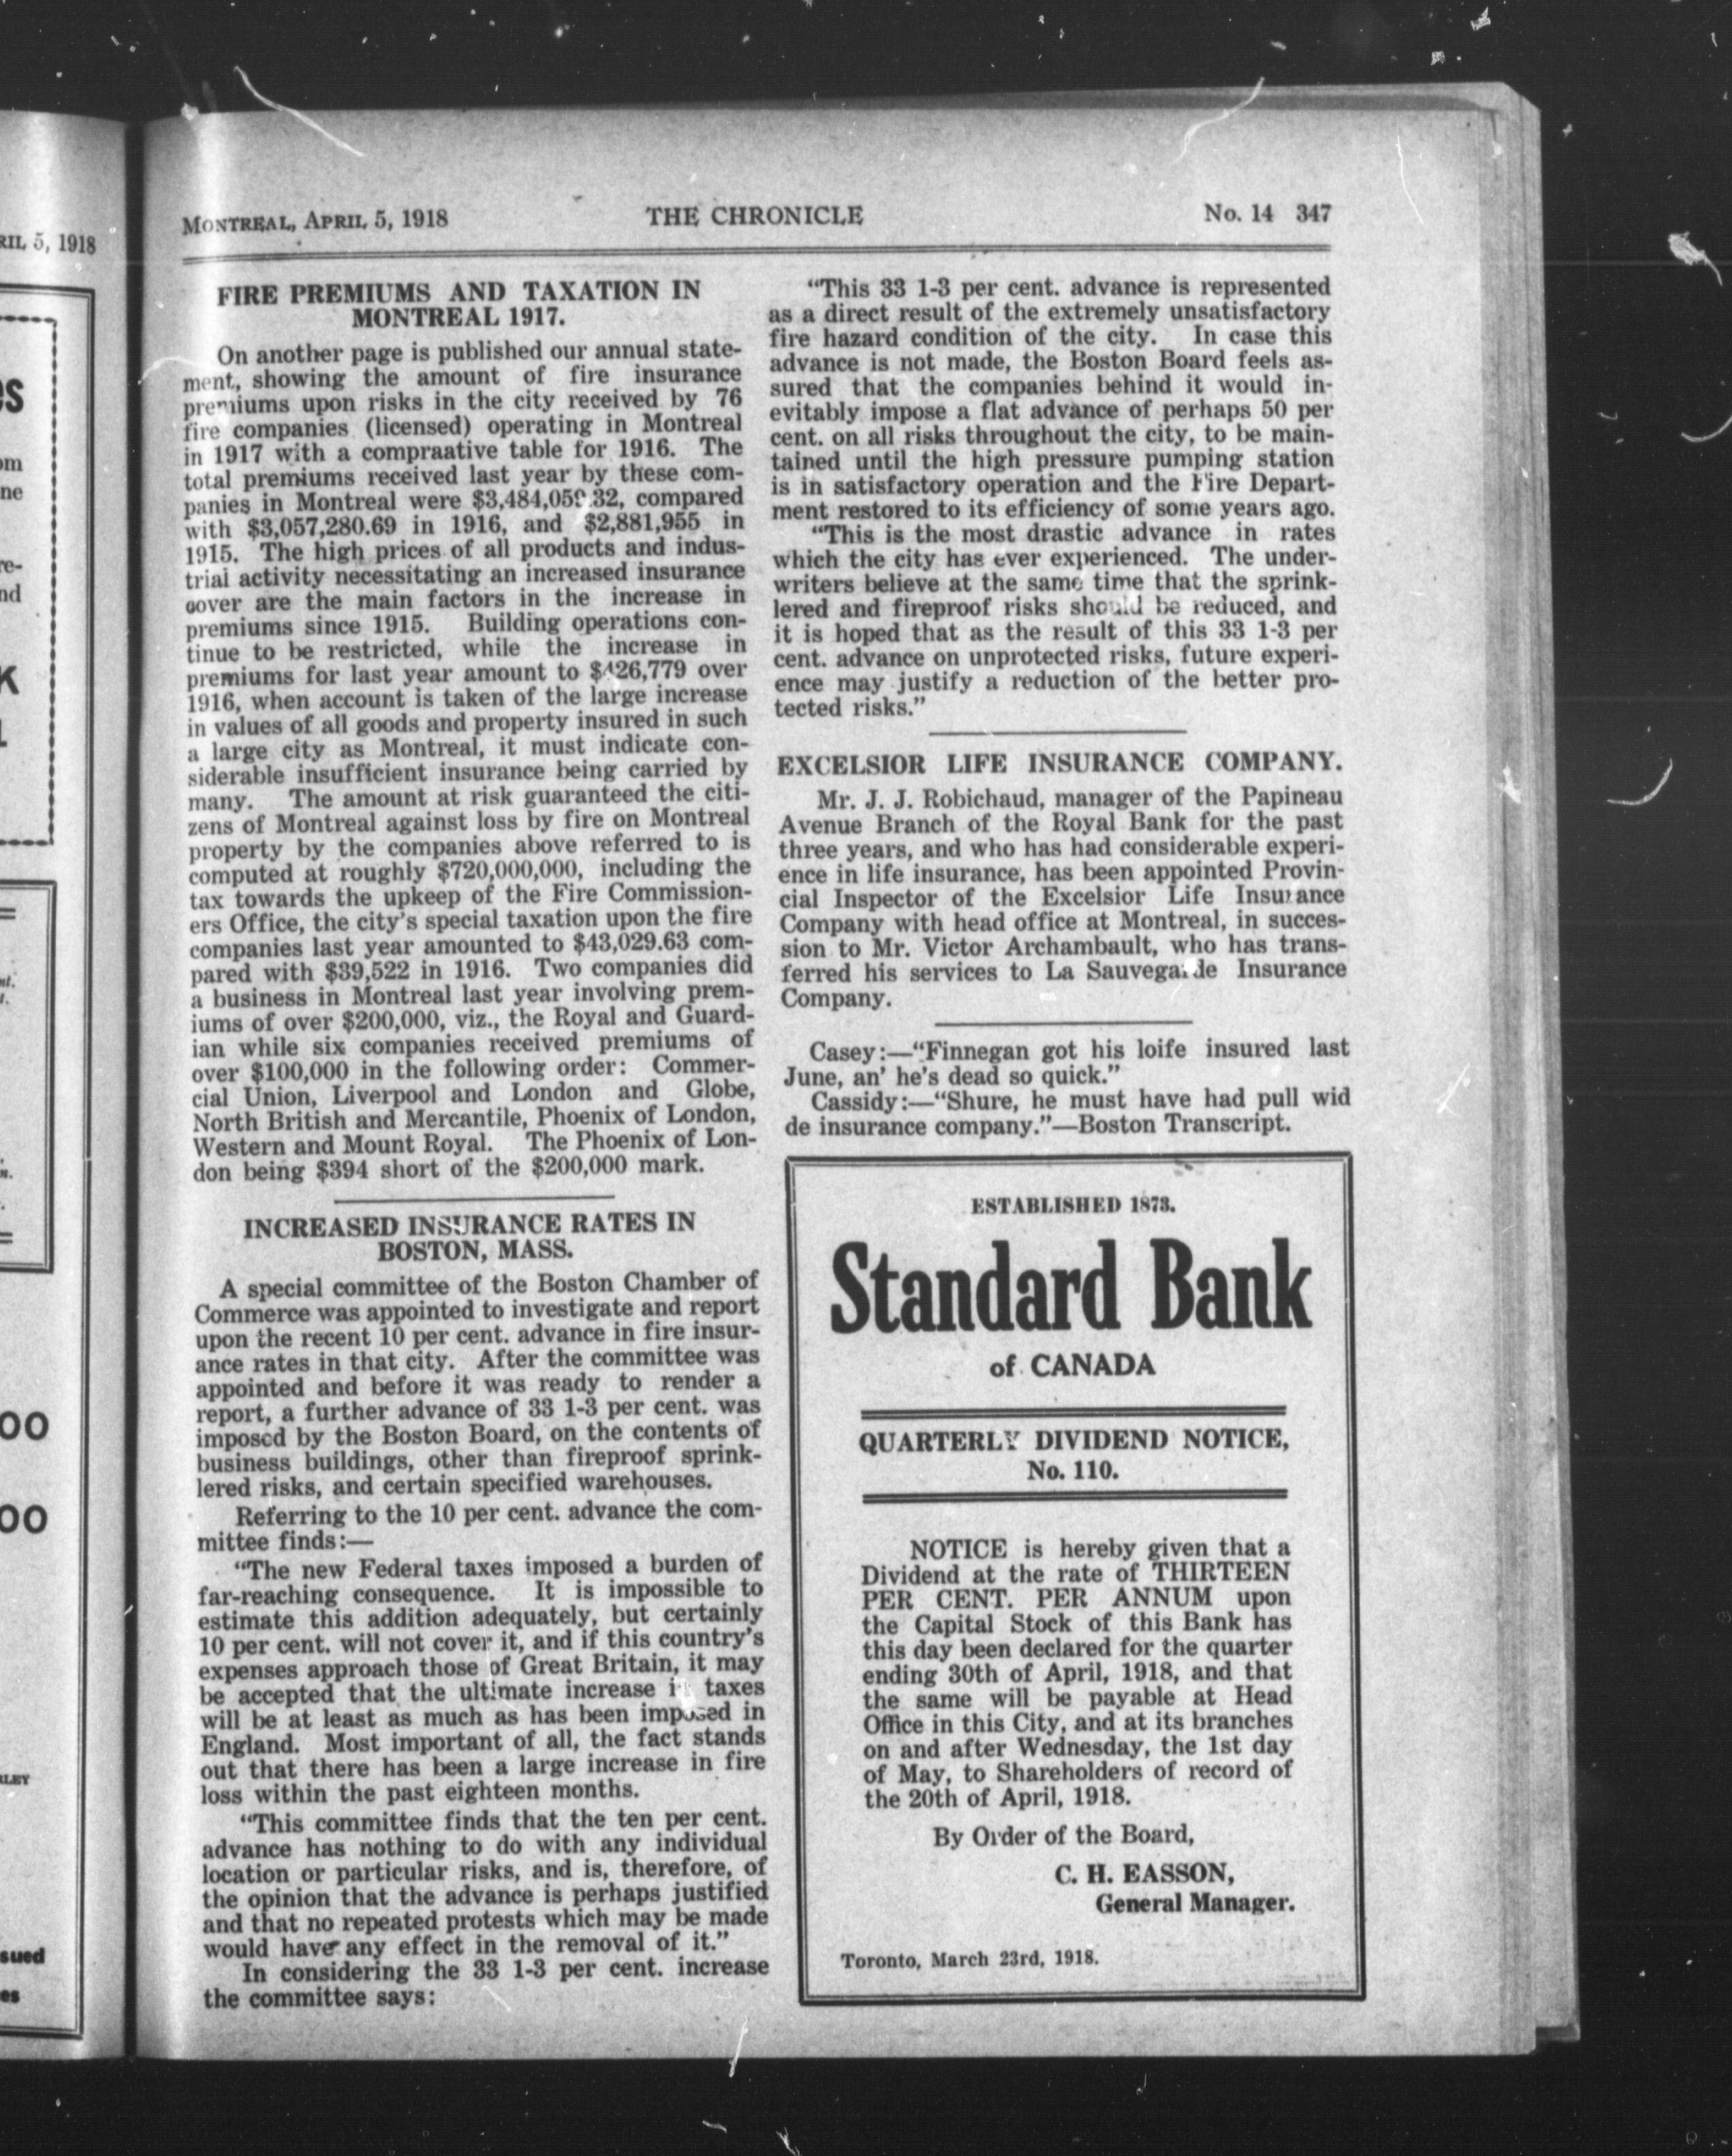 RIL 5, 1918
es
om
ne
re-
nd
K
L
nt.
t.
n.
00
00
RLEY
sued
es
MONTREAL, APRIL 5, 1918
THE CHRONICLE
No. 14 347
FIRE PREMIUMS AND TAXATION IN
MONTREAL 1917.
On another page is published our annual state-
ment, showing the amount of fire insurance
premiums upon risks in the city received by 76
fire companies (licensed) operating in Montreal
in 1917 with a compraative table for 1916. The
total premiums received last year by these com-
panies in Montreal were $3,484,059.32, compared
with $3,057,280.69 in 1916, and $2,881,955 in
1915. The high prices of all products and indus-
trial activity necessitating an increased insurance
cover are the main factors in the increase in
premiums since 1915. Building operations con-
tinue to be restricted, while the increase in
premiums for last year amount to $426,779 over
1916, when account is taken of the large increase
in values of all goods and property insured in such
a large city as Montreal, it must indicate con-
siderable insufficient insurance being carried by
many. The amount at risk guaranteed the citi-
zens of Montreal against loss by fire on Montreal
property by the companies above referred to is
computed at roughly $720,000,000, including the
tax towards the upkeep of the Fire Commission-
ers Office, the city's special taxation upon the fire
companies last year amounted to $43,029.63 com-
pared with $39,522 in 1916. Two companies did
a business in Montreal last year involving prem-
iums of over $200,000, viz., the Royal and Guard-
ian while six companies received premiums of
over $100,000 in the following order: Commer-
cial Union, Liverpool and London and Globe,
North British and Mercantile, Phoenix of London,
Western and Mount Royal. The Phoenix of Lon-
don being $394 short of the $200,000 mark.
INCREASED INSURANCE RATES IN
BOSTON, MASS.
A special committee of the Boston Chamber of
Commerce was appointed to investigate and report
upon the recent 10 per cent. advance in fire insur-
ance rates in that city. After the committee was
appointed and before it was ready to render a
report, a further advance of 33 1-3 per cent. was
imposed by the Boston Board, on the contents of
business buildings, other than fireproof sprink-
lered risks, and certain specified warehouses.
Referring to the 10 per cent. advance the com-
mittee finds:—
"The new Federal taxes imposed a burden of
far-reaching consequence. It is impossible to
estimate this addition adequately, but certainly
10 per cent. will not cover it, and if this country's
expenses approach those of Great Britain, it may
be accepted that the ultimate increase in taxes
will be at least as much as has been imposed in
England. Most important of all, the fact stands
out that there has been a large increase in fire
loss within the past eighteen months.
"This committee finds that the ten per cent.
advance has nothing to do with any individual
location or particular risks, and is, therefore, of
the opinion that the advance is perhaps justified
and that no repeated protests which may be made
would have any effect in the removal of it."
In considering the 33 1-3 per cent. increase
the committee says:
"This 33 1-3 per cent. advance is represented
as a direct result of the extremely unsatisfactory
fire hazard condition of the city. In case this
advance is not made, the Boston Board feels as-
sured that the companies behind it would in-
evitably impose a flat advance of perhaps 50 per
cent. on all risks throughout the city, to be main-
tained until the high pressure pumping station
is in satisfactory operation and the Fire Depart-
ment restored to its efficiency of some years ago.
"This is the most drastic advance in rates
which the city has ever experienced. The under-
writers believe at the same time that the sprink-
lered and fireproof risks should be reduced, and
it is hoped that as the result of this 33 1-3 per
cent. advance on unprotected risks, future experi-
ence may justify a reduction of the better pro-
tected risks."
EXCELSIOR LIFE INSURANCE COMPANY.
Mr. J. J. Robichaud, manager of the Papineau
Avenue Branch of the Royal Bank for the past
three years, and who has had considerable experi-
ence in life insurance, has been appointed Provin-
cial Inspector of the Excelsior Life Insurance
Company with head office at Montreal, in succes-
sion to Mr. Victor Archambault, who has trans-
ferred his services to La Sauvegarde Insurance
Company.
Casey:—"Finnegan got his loife insured last
June, an' he's dead so quick."
Cassidy:—"Shure, he must have had pull wid
de insurance company."—Boston Transcript.
ESTABLISHED 1873.
Standard Bank
of CANADA
QUARTERLY DIVIDEND NOTICE,
No. 110.
NOTICE is hereby given that a
Dividend at the rate of THIRTEEN
PER CENT. PER ANNUM upon
the Capital Stock of this Bank has
this day been declared for the quarter
ending 30th of April, 1918, and that
the same will be payable at Head
Office in this City, and at its branches
on and after Wednesday, the 1st day
of May, to Shareholders of record of
the 20th of April, 1918.
By Order of the Board,
C. H. EASSON,
General Manager.
Toronto, March 23rd, 1918.